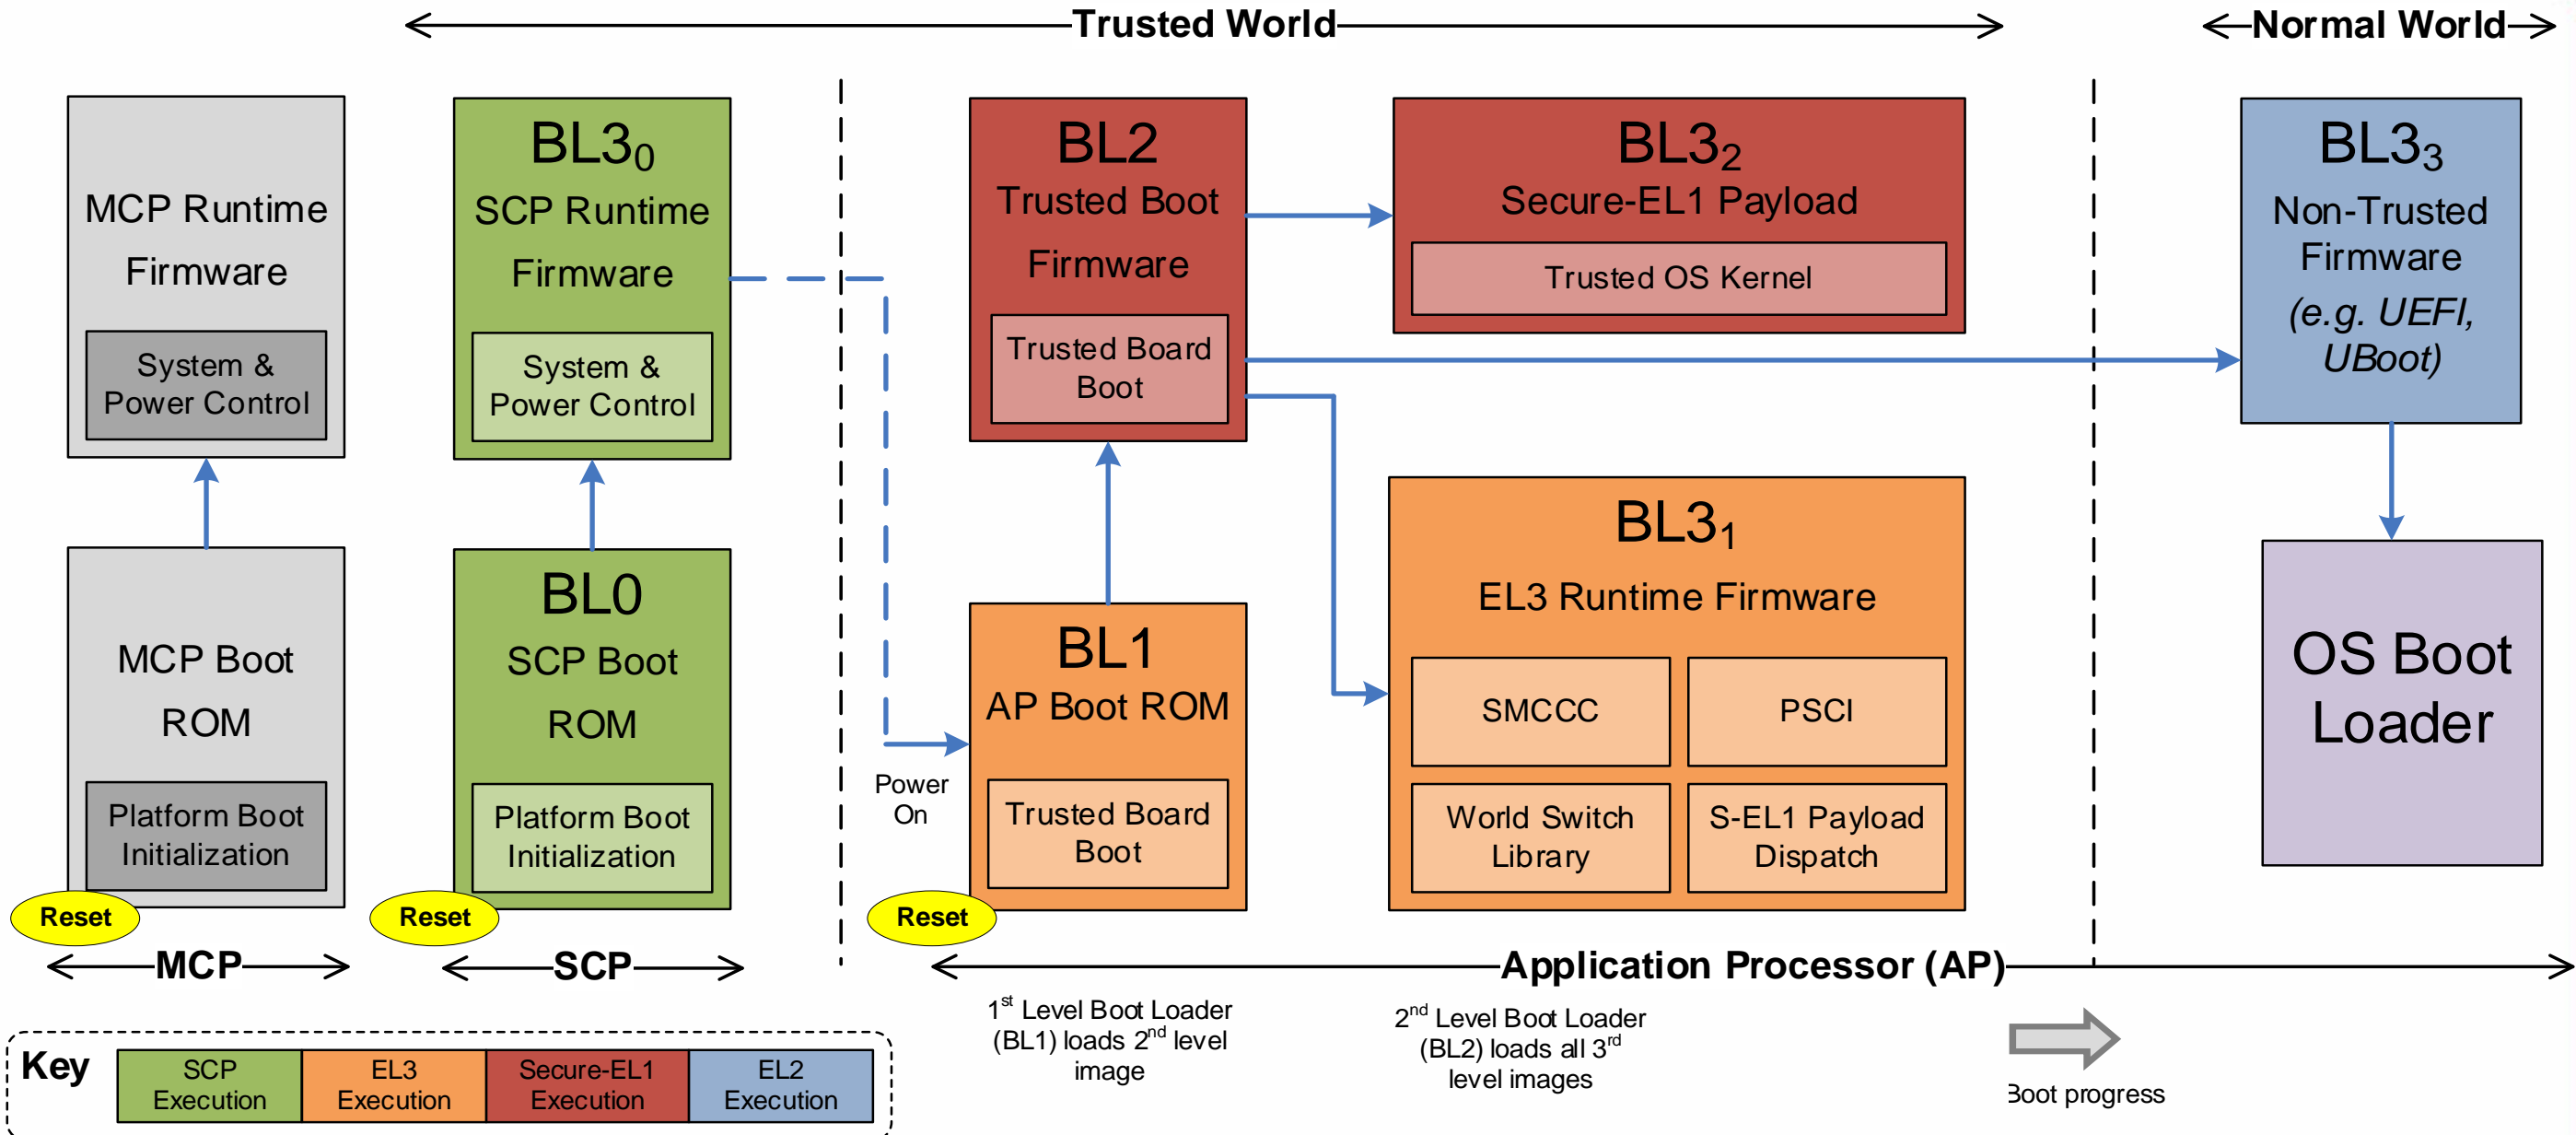 Trusted World
Normal World
MCP Runtime
Firmware
System &
Power Control
MCP Boot
ROM
Platform Boot
Initialization
Reset
MCP
BL3₀
SCP Runtime
Firmware
System &
Power Control
BL0
SCP Boot
ROM
Platform Boot
Initialization
Reset
SCP
Power
On
BL2
Trusted Boot
Firmware
Trusted Board
Boot
BL1
AP Boot ROM
Trusted Board
Boot
Reset
BL3₂
Secure-EL1 Payload
Trusted OS Kernel
BL3₁
EL3 Runtime Firmware
SMCCC
PSCI
World Switch
Library
S-EL1 Payload
Dispatch
BL3₃
Non-Trusted
Firmware
(e.g. UEFI,
UBoot)
OS Boot
Loader
Application Processor (AP)
1st Level Boot Loader
(BL1) loads 2nd level
image
2nd Level Boot Loader
(BL2) loads all 3rd
level images
Boot progress
Key
SCP
Execution
EL3
Execution
Secure-EL1
Execution
EL2
Execution